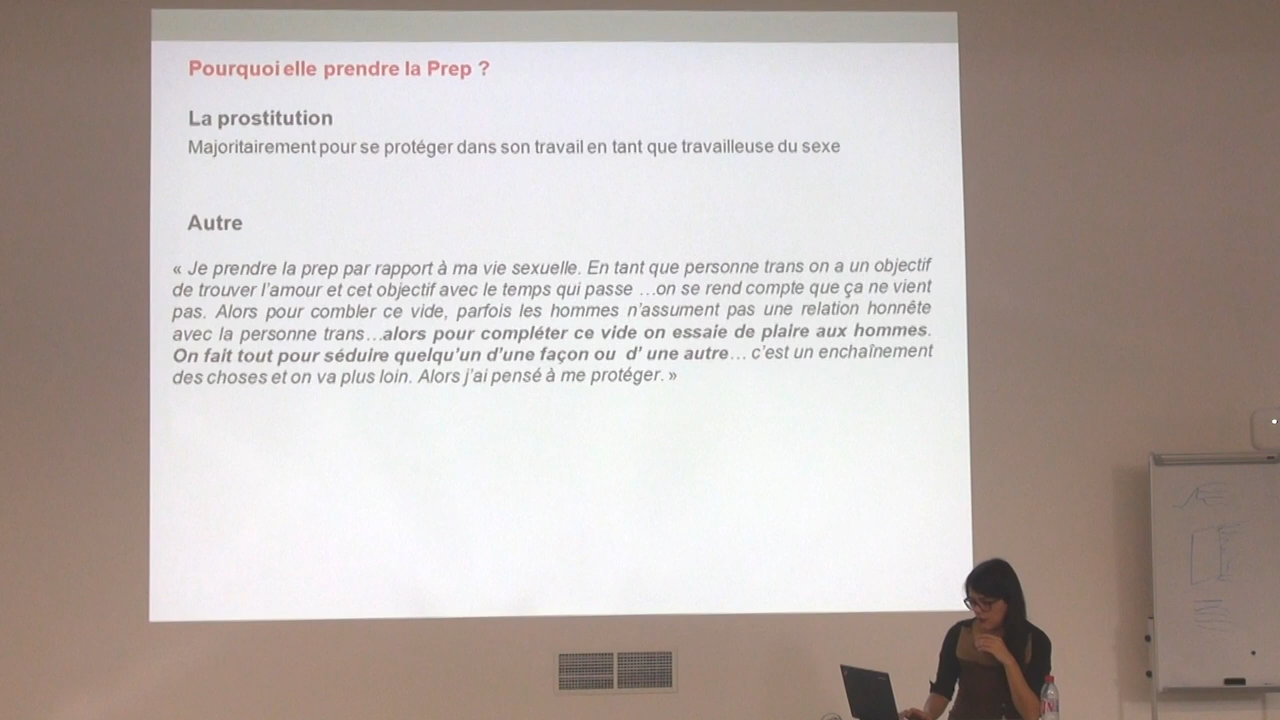 Pourquoi elle prendre la Prep ?
La prostitution
Majoritairement pour se protéger dans son travail en tant que travailleuse du sexe
Autre
« Je prendre la prep par rapport à ma vie sexuelle. En tant que personne trans on a un objectif
de trouver l'amour et cet objectif avec le temps qui passe …on se rend compte que ça ne vient
pas. Alors pour combler ce vide, parfois les hommes n'assument pas une relation honnête
avec la personne trans…alors pour compléter ce vide on essaie de plaire aux hommes.
On fait tout pour séduire quelqu'un d'une façon ou d' une autre… c'est un enchaînement
des choses et on va plus loin. Alors j'ai pensé à me protéger. »